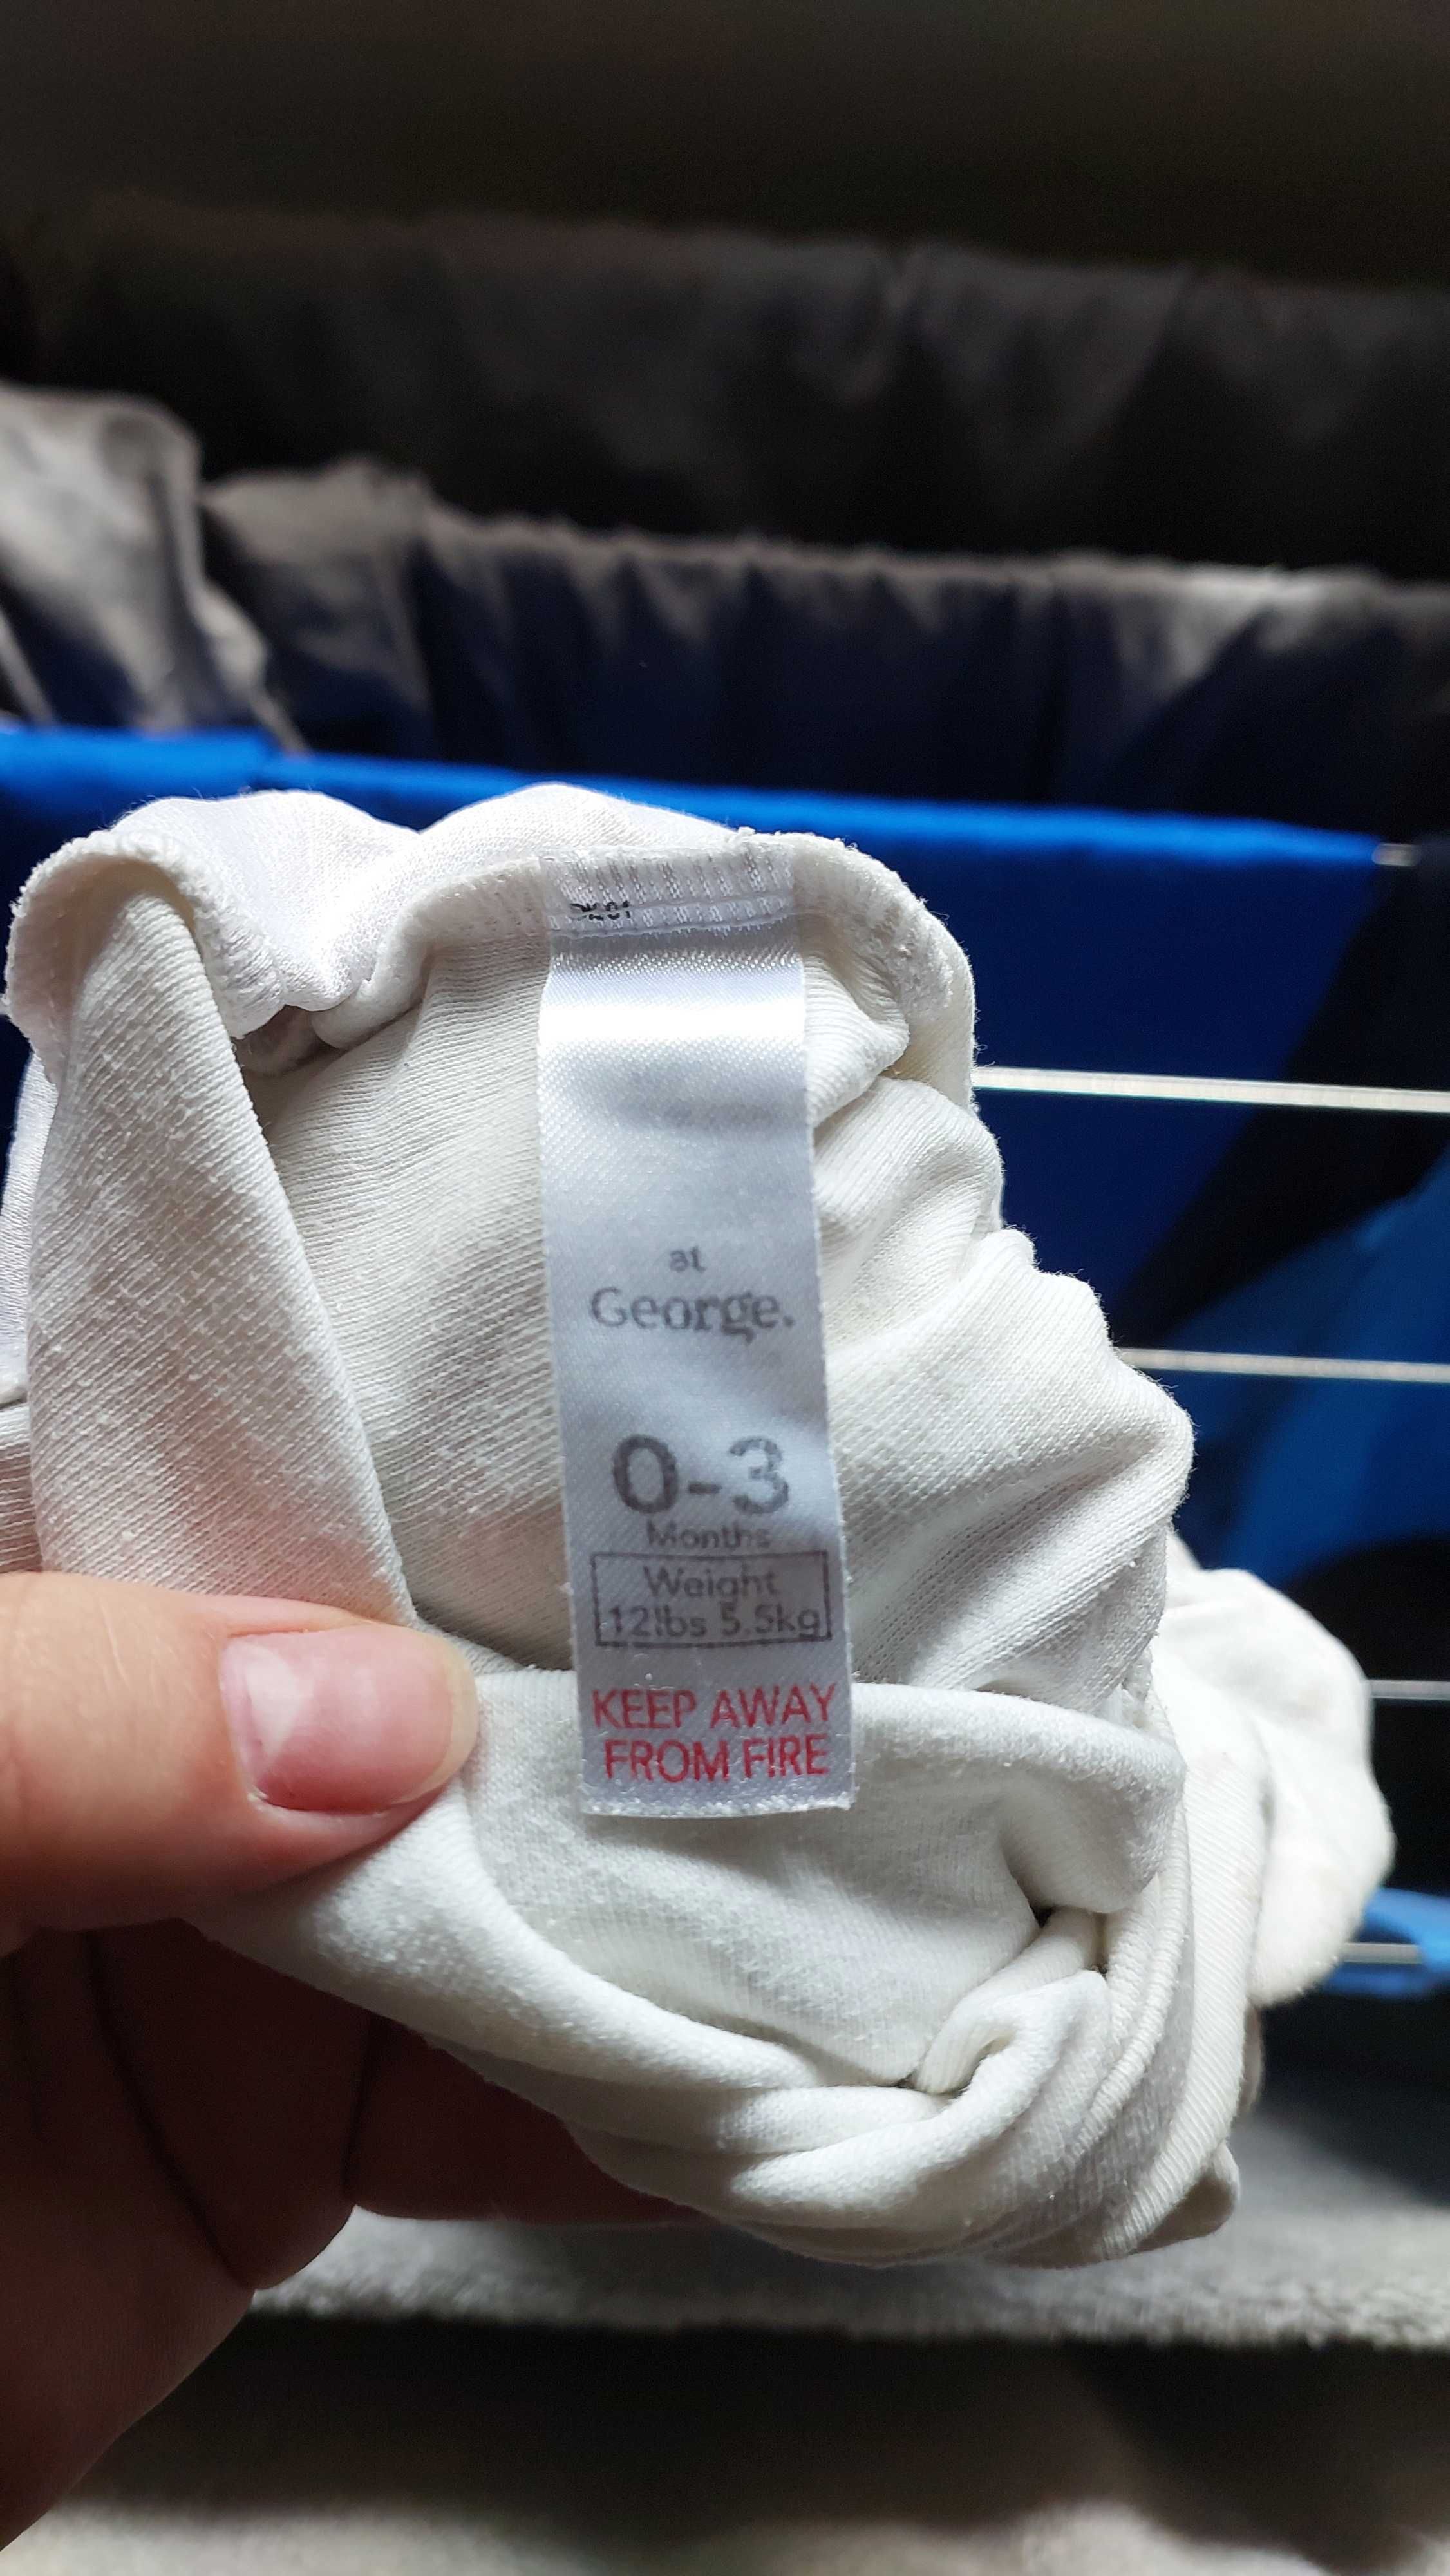 at
George.
0-3
Months
Weight
12lbs 5.5kg
KEEP AWAY
FROM FIRE